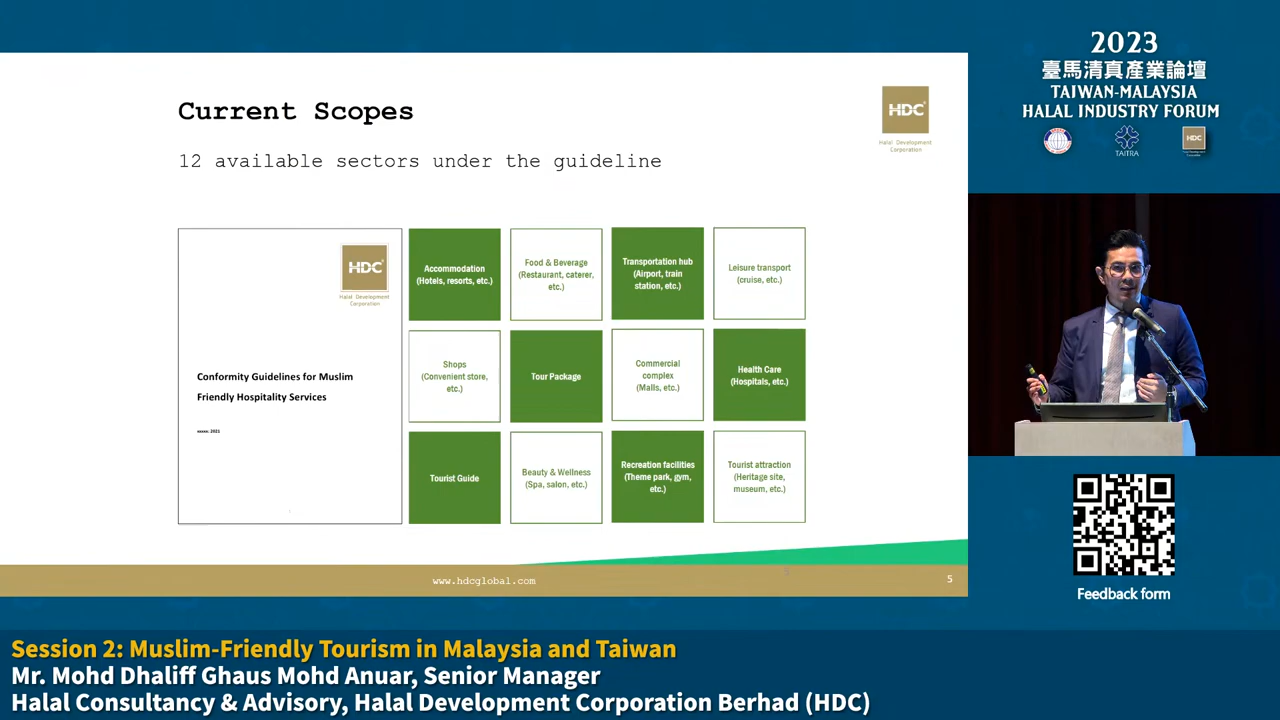 2023
臺馬清真產業論壇
TAIWAN-MALAYSIA
HALAL INDUSTRY FORUM
TAITRA
HDC
Current Scopes
12 available sectors under the guideline
HDC
Halal Development
Corporation
HDC
Halal Development
Corporation
Conformity Guidelines for Muslim
Friendly Hospitality Services
xxxxx: 2021
Accommodation
(Hotels, resorts, etc.)
Food & Beverage
(Restaurant, caterer,
etc.)
Transportation hub
(Airport, train
station, etc.)
Leisure transport
(cruise, etc.)
Shops
(Convenient store,
etc.)
Tour Package
Commercial
complex
(Malls, etc.)
Health Care
(Hospitals, etc.)
Tourist Guide
Beauty & Wellness
(Spa, salon, etc.)
Recreation facilities
(Theme park, gym,
etc.)
Tourist attraction
(Heritage site,
museum, etc.)
www.hdcglobal.com
5
5
Feedback form
Session 2: Muslim-Friendly Tourism in Malaysia and Taiwan
Mr. Mohd Dhaliff Ghaus Mohd Anuar, Senior Manager
Halal Consultancy & Advisory, Halal Development Corporation Berhad (HDC)